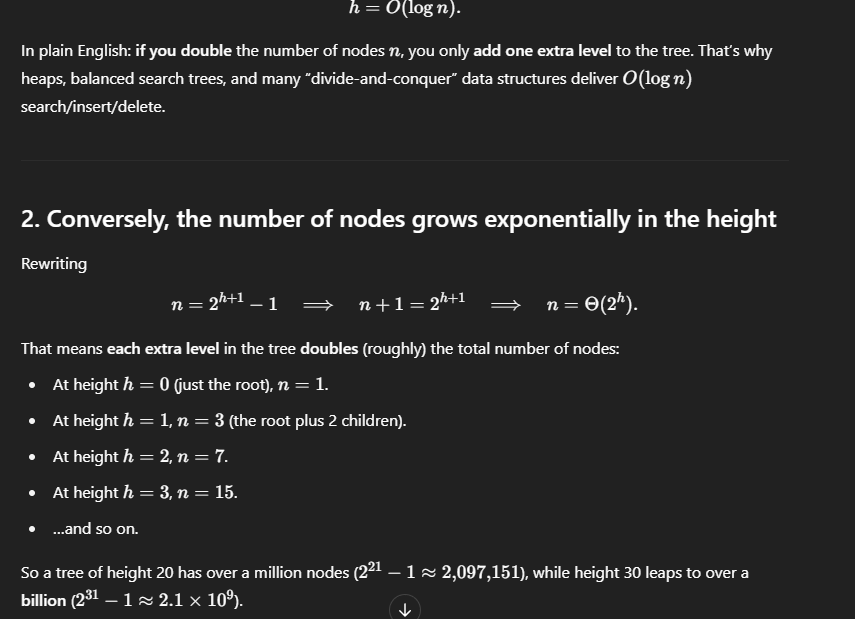 h = O(log n).
In plain English: if you double the number of nodes n, you only add one extra level to the tree. That's why
heaps, balanced search trees, and many "divide-and-conquer" data structures deliver O(log n)
search/insert/delete.
2. Conversely, the number of nodes grows exponentially in the height
Rewriting
n = 2^{h+1} − 1 ⟹ n + 1 = 2^{h+1} ⟹ n = Θ(2^h).
That means each extra level in the tree doubles (roughly) the total number of nodes:
• At height h = 0 (just the root), n = 1.
• At height h = 1, n = 3 (the root plus 2 children).
• At height h = 2, n = 7.
• At height h = 3, n = 15.
• ...and so on.
So a tree of height 20 has over a million nodes (2^{21} − 1 ≈ 2,097,151), while height 30 leaps to over a
billion (2^{31} − 1 ≈ 2.1 × 10^9).